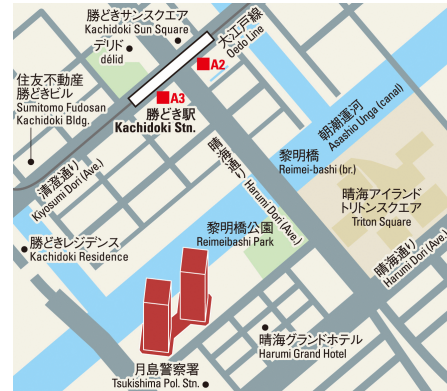 勝どきサンスクエア
Kachidoki Sun Square
デリド
délid
大江戸線
Oedo Line
A2
A3
住友不動産
勝どきビル
Sumitomo Fudosan
Kachidoki Bldg.
勝どき駅
Kachidoki Stn.
朝潮運河
Asashio Unga (canal)
清澄通り
Kiyosumi Dori (Ave.)
晴海通り
Harumi Dori (Ave.)
黎明橋
Reimei-bashi (br.)
晴海アイランド
トリトンスクエア
Triton Square
黎明橋公園
Reimeibashi Park
勝どきレジデンス
Kachidoki Residence
晴海通り
Harumi Dori (Ave.)
晴海グランドホテル
Harumi Grand Hotel
月島警察署
Tsukishima Pol. Stn.